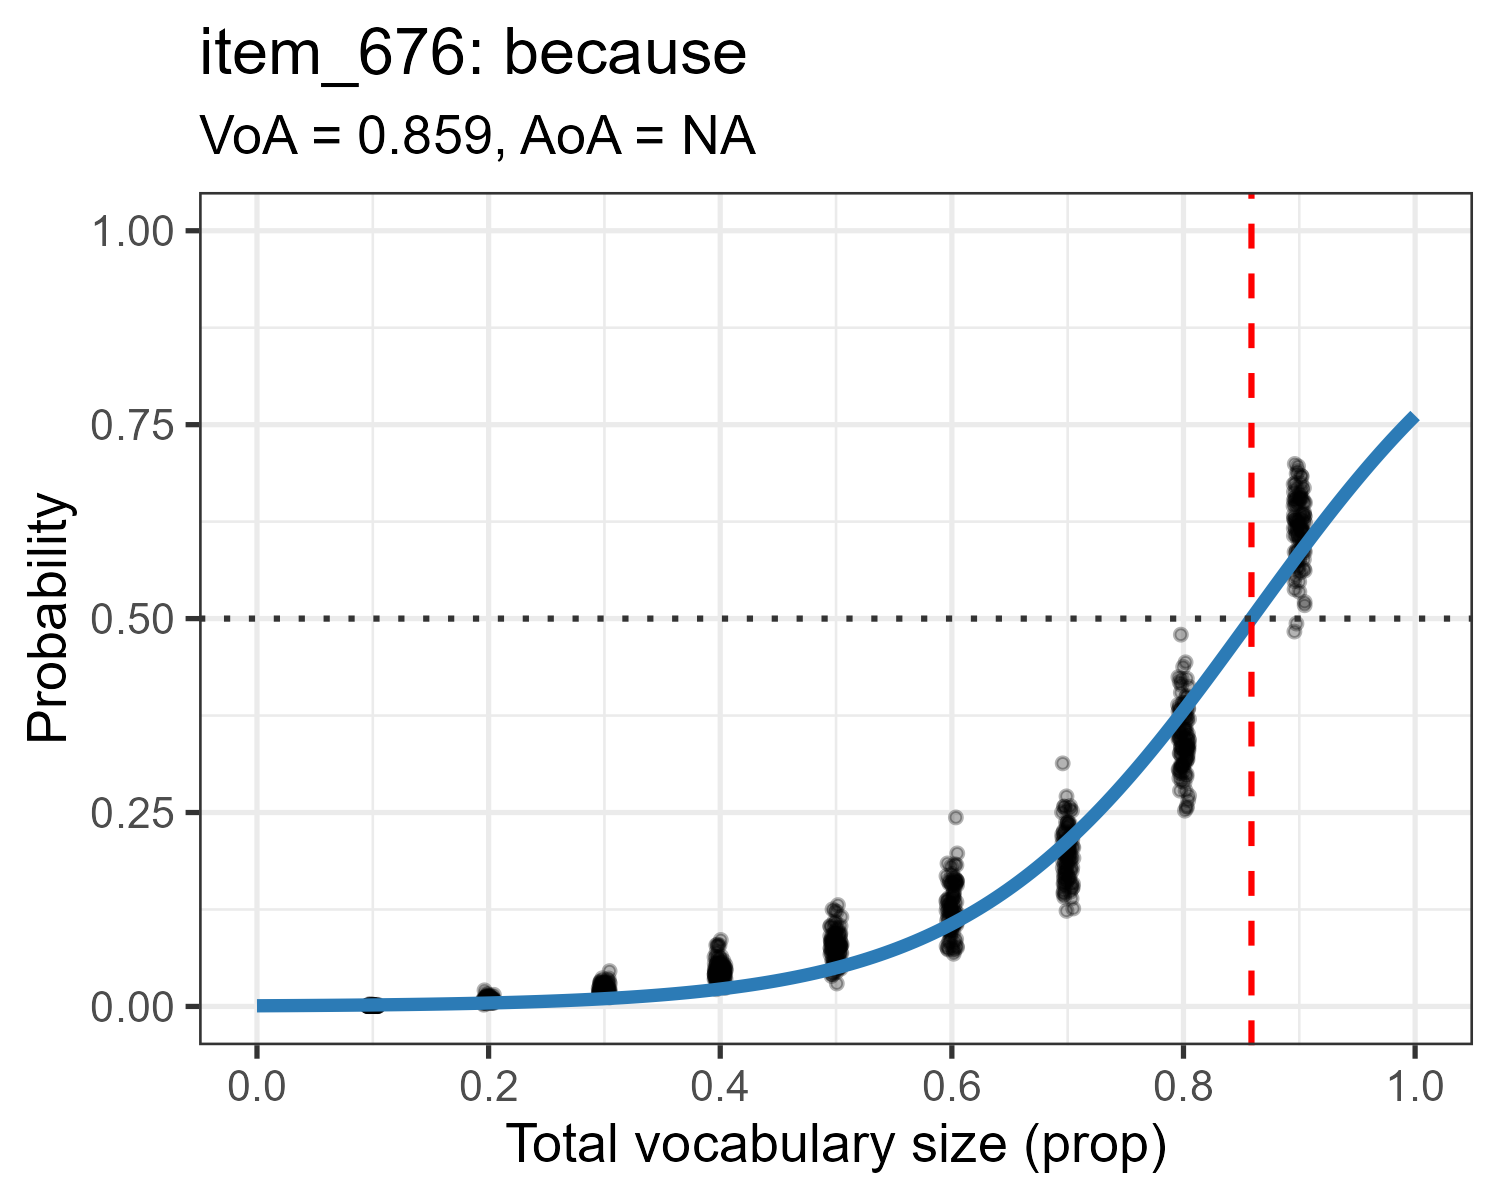 item_676: because
VoA = 0.859, AoA = NA
1.00
0.75
0.50
0.25
0.00
Probability
0.0 0.2 0.4 0.6 0.8 1.0
Total vocabulary size (prop)